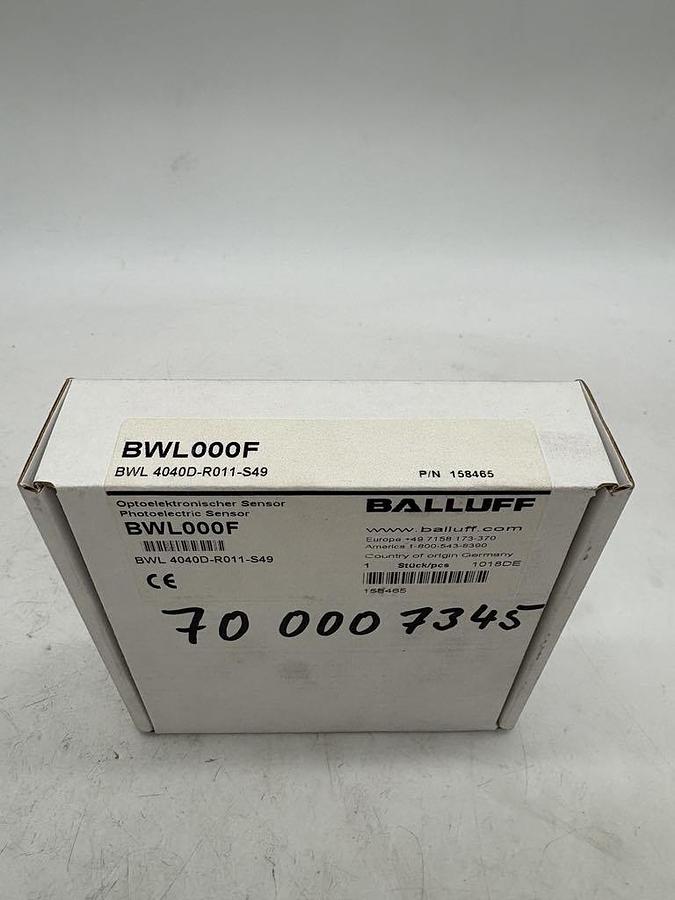 BWL000F
BWL 4040D-R011-S49
P/N 158465
Optoelektronischer Sensor
Photoelectric Sensor
BWL000F
BWL 4040D-R011-S49
CE
BALLUFF
www.balluff.com
Europe +49 7158 173-370
America 1-800-543-8390
Country of origin Germany
1 Stück/pcs 1018DE
158465
70 000 7345